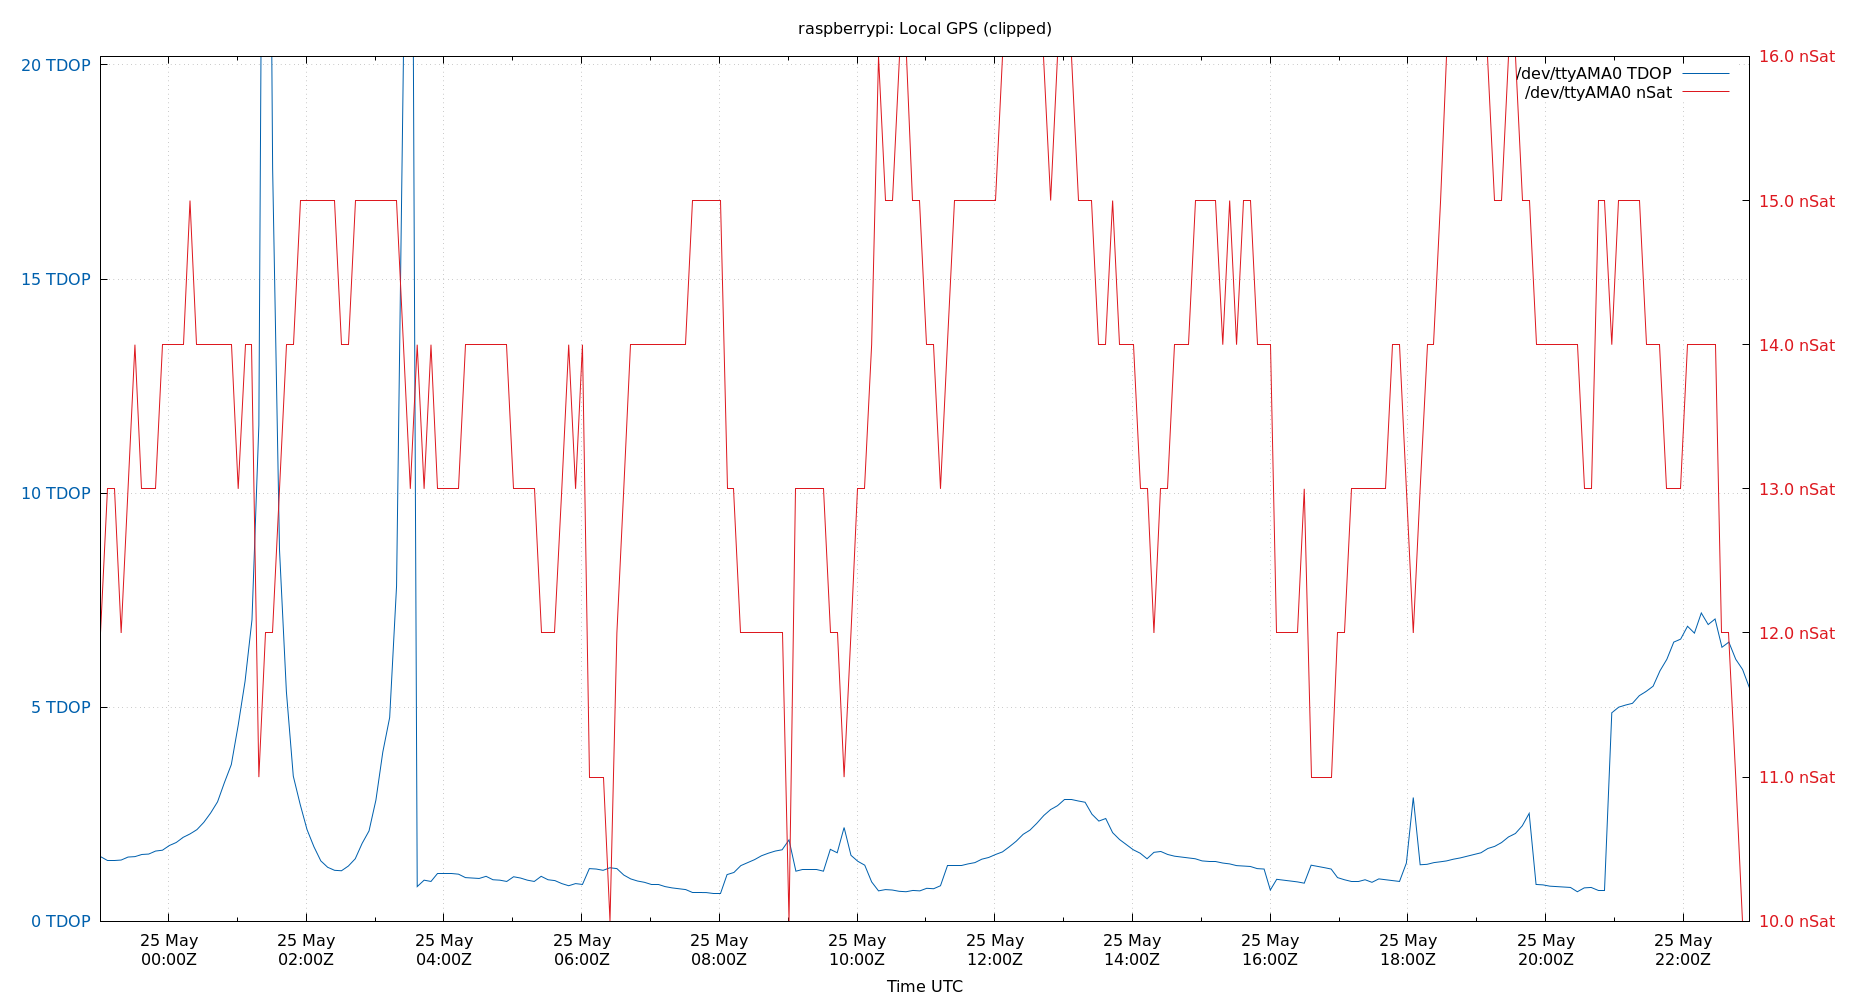 raspberrypi: Local GPS (clipped)
20 TDOP
15 TDOP
10 TDOP
5 TDOP
0 TDOP
16.0 nSat
15.0 nSat
14.0 nSat
13.0 nSat
12.0 nSat
11.0 nSat
10.0 nSat
/dev/ttyAMA0 TDOP
/dev/ttyAMA0 nSat
25 May
00:00Z
25 May
02:00Z
25 May
04:00Z
25 May
06:00Z
25 May
08:00Z
25 May
10:00Z
25 May
12:00Z
25 May
14:00Z
25 May
16:00Z
25 May
18:00Z
25 May
20:00Z
25 May
22:00Z
Time UTC